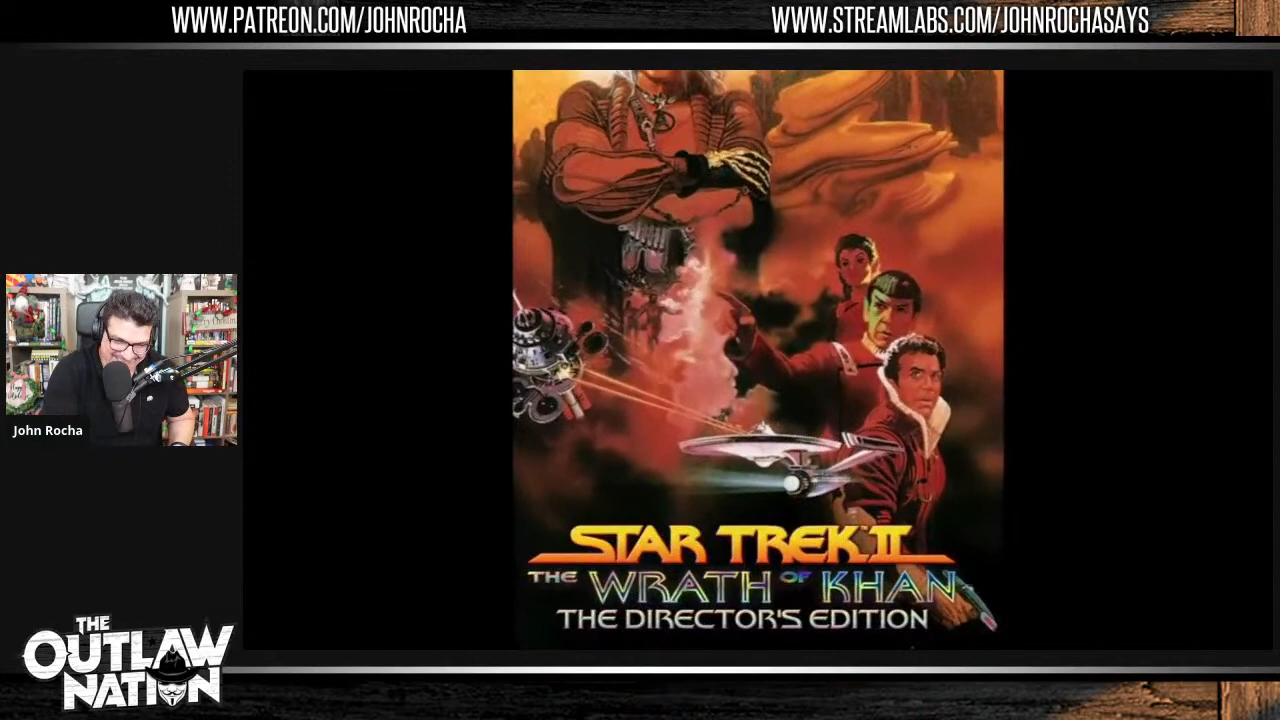 WWW.PATREON.COM/JOHNROCHA
WWW.STREAMLABS.COM/JOHNROCHASAYS
STAR TREK II
THE WRATH OF KHAN
THE DIRECTOR'S EDITION
John Rocha
THE
OUTLAW
NATION